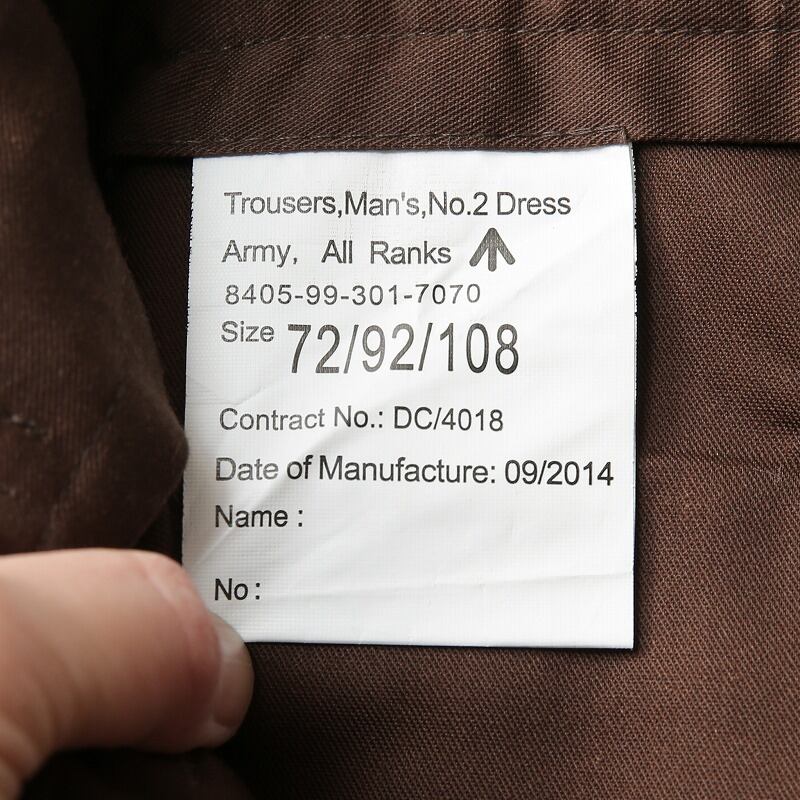 Trousers,Man's,No.2 Dress
Army, All Ranks
8405-99-301-7070
Size 72/92/108
Contract No.: DC/4018
Date of Manufacture: 09/2014
Name :
No :